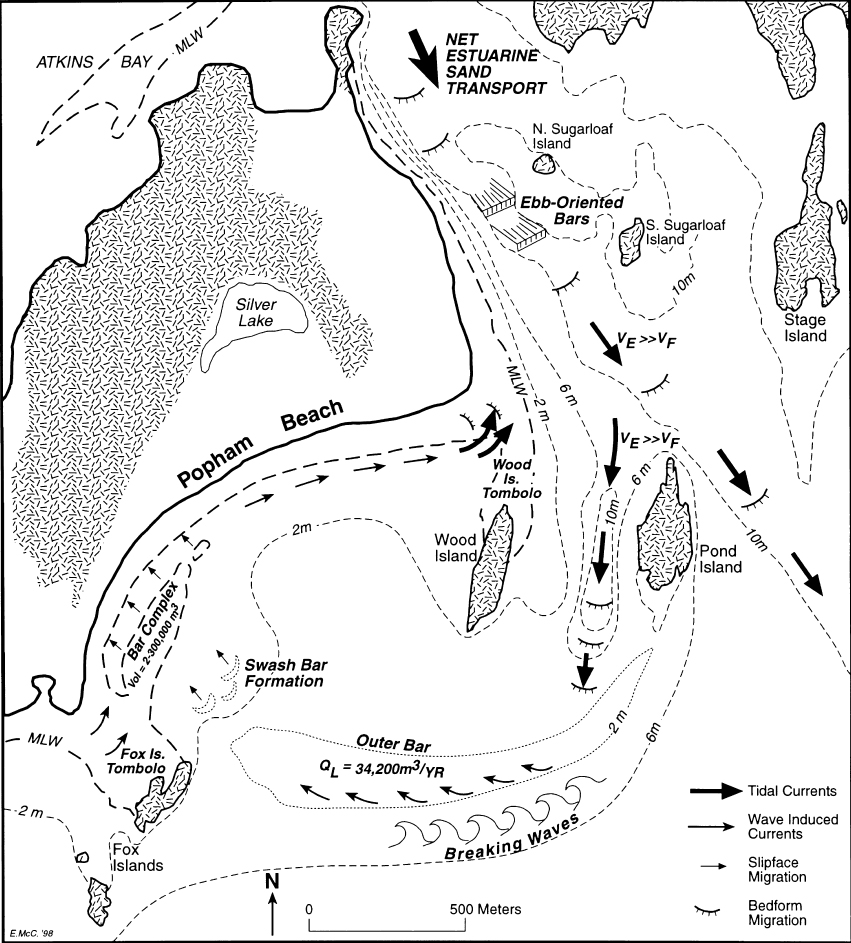 ATKINS BAY
MLW
NET
ESTUARINE
SAND
TRANSPORT
N. Sugarloaf
Island
Ebb-Oriented
Bars
S. Sugarloaf
Island
10m
Stage
Island
Silver
Lake
VE>>VF
MLW
2 m
6 m
Popham Beach
VE>>VF
Wood
Is.
Tombolo
6 m
10m
10m
2m
Wood
Island
Pond
Island
Bar Complex
Vol = 2-300,000 m³
Swash Bar
Formation
MLW
Fox Is.
Tombolo
Outer Bar
QL = 34,200m³/YR
2 m
6m
Breaking Waves
2 m
Fox
Islands
N
0 500 Meters
Tidal Currents
Wave Induced
Currents
Slipface
Migration
Bedform
Migration
E.McC. '98